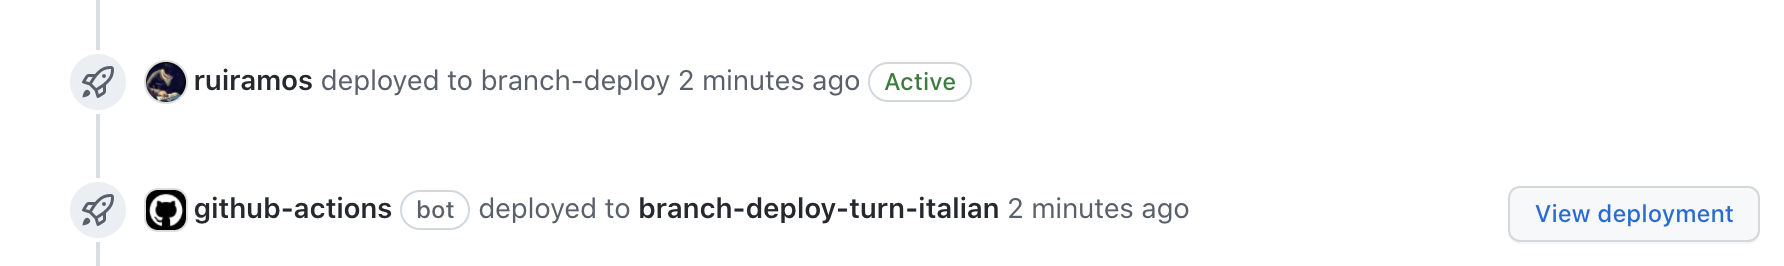 ruiramos deployed to branch-deploy 2 minutes ago Active
github-actions bot deployed to branch-deploy-turn-italian 2 minutes ago View deployment